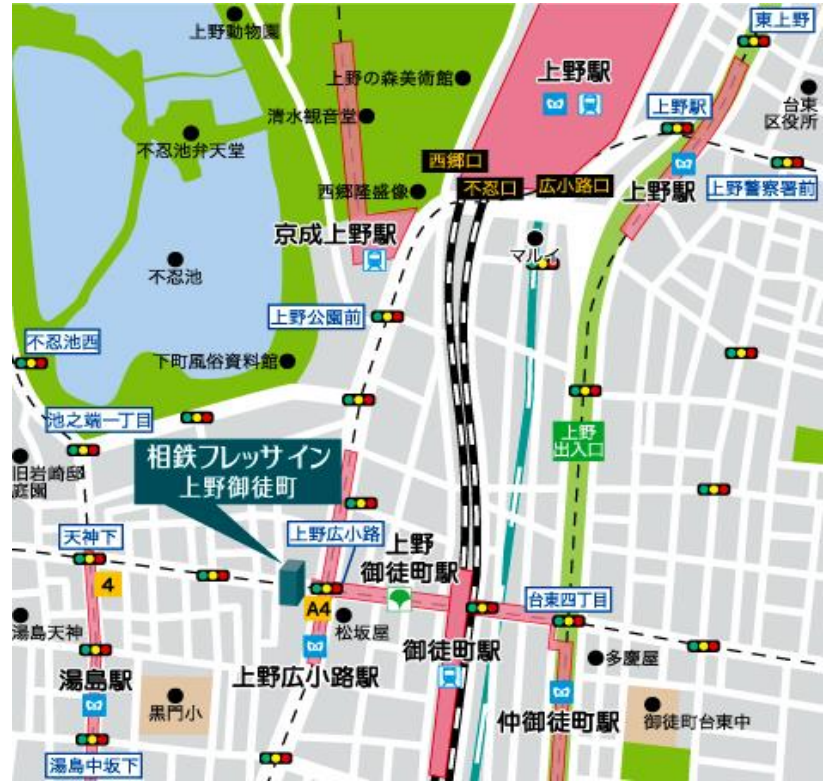 上野動物園
上野の森美術館
清水観音堂
不忍池弁天堂
西郷隆盛像
京成上野駅
不忍池
上野駅
西郷口
不忍口
広小路口
東上野
上野駅
台東
区役所
上野駅
上野警察署前
マルイ
上野公園前
不忍池西
下町風俗資料館
池之端一丁目
上野
出入口
相鉄フレッサイン
上野御徒町
旧岩崎邸
庭園
天神下
4
上野広小路
上野
御徒町駅
A4
台東四丁目
湯島天神
松坂屋
御徒町駅
多慶屋
湯島駅
上野広小路駅
黒門小
仲御徒町駅
御徒町台東中
湯島中坂下